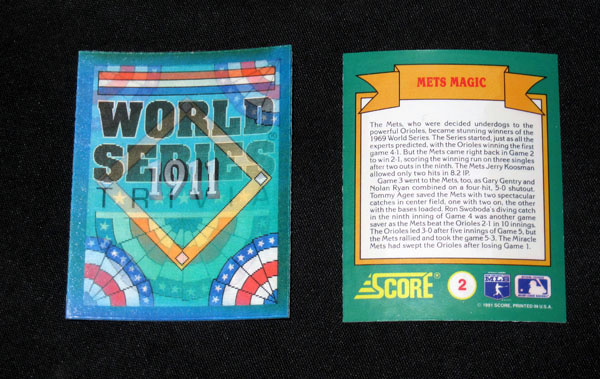 WORLD
SERIES
1911
METS MAGIC
The Mets, who were decided underdogs to the
powerful Orioles, became stunning winners of the
1969 World Series. The Series started, just as all the
experts predicted, with the Orioles winning the first
game 4-1. But the Mets came right back in Game 2
to win 2-1, scoring the winning run on three singles
after two outs in the ninth. The Mets Jerry Koosman
allowed only two hits in 8.2 IP.
Game 3 went to the Mets, too, as Gary Gentry and
Nolan Ryan combined on a four-hit, 5-0 shutout.
Tommy Agee saved the Mets with two spectacular
catches in center field, one with two on, the other
with the bases loaded. Ron Swoboda's diving catch
in the ninth inning of Game 4 was another game
saver as the Mets beat the Orioles 2-1 in 10 innings.
The Orioles led 3-0 after five innings of Game 5, but
the Mets rallied and took the game 5-3. The Miracle
Mets had swept the Orioles after losing Game 1.
SCORE® 2 MLB
© 1991 SCORE, PRINTED IN U.S.A.